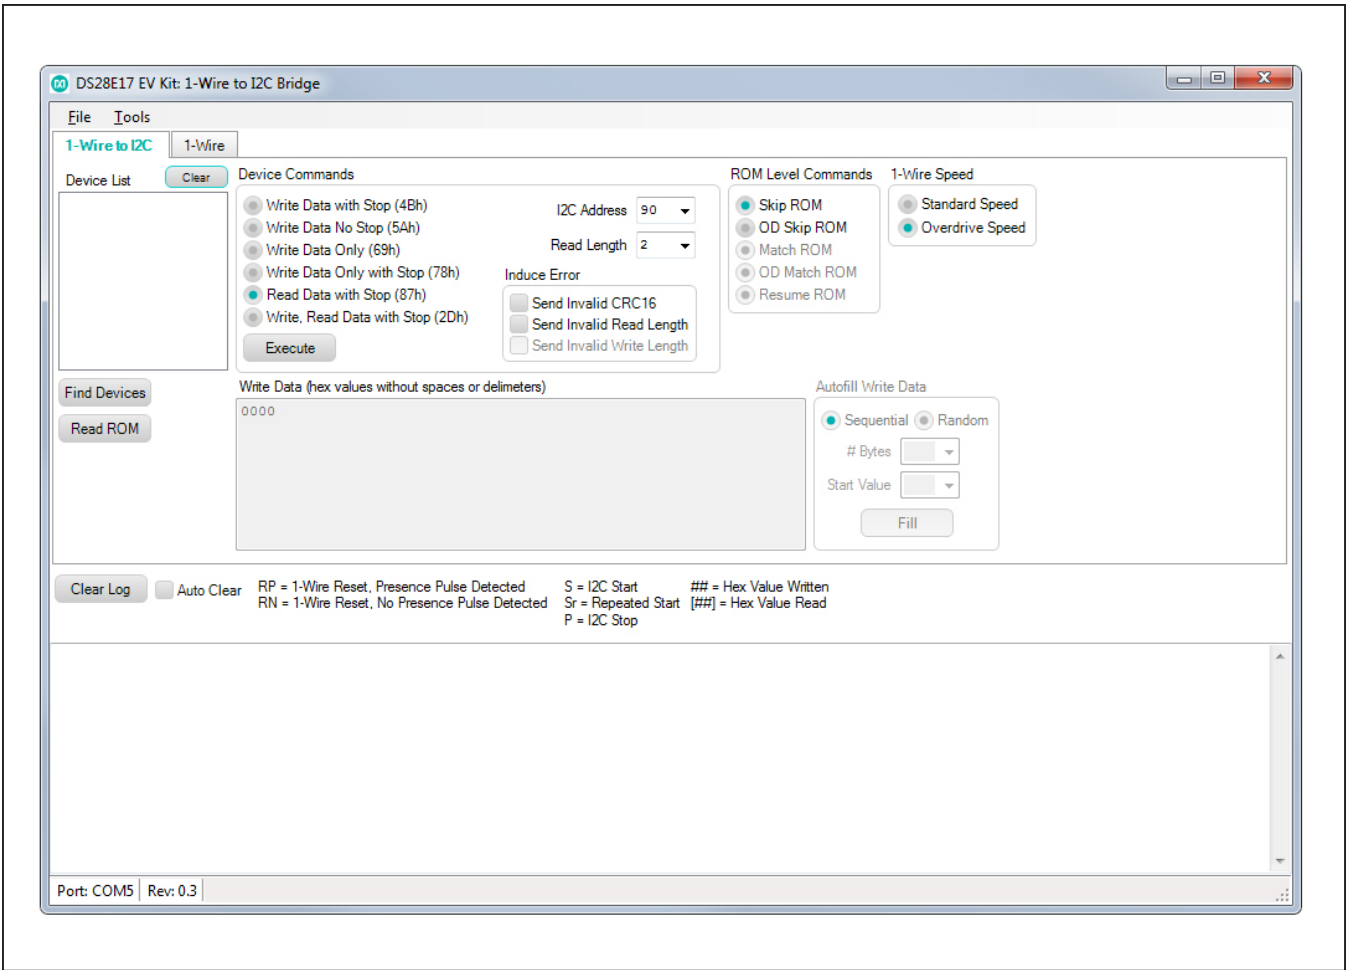 DS28E17 EV Kit: 1-Wire to I2C Bridge
File Tools
1-Wire to I2C 1-Wire
Device List Clear
Device Commands
Write Data with Stop (4Bh)
Write Data No Stop (5Ah)
Write Data Only (69h)
Write Data Only with Stop (78h)
Read Data with Stop (87h)
Write, Read Data with Stop (2Dh)
Execute
I2C Address 90
Read Length 2
Induce Error
Send Invalid CRC16
Send Invalid Read Length
Send Invalid Write Length
ROM Level Commands
Skip ROM
OD Skip ROM
Match ROM
OD Match ROM
Resume ROM
1-Wire Speed
Standard Speed
Overdrive Speed
Find Devices
Read ROM
Write Data (hex values without spaces or delimeters)
0000
Autofill Write Data
Sequential Random
# Bytes
Start Value
Fill
Clear Log Auto Clear
RP = 1-Wire Reset, Presence Pulse Detected
RN = 1-Wire Reset, No Presence Pulse Detected
S = I2C Start
Sr = Repeated Start
P = I2C Stop
## = Hex Value Written
[##] = Hex Value Read
Port: COM5 Rev: 0.3